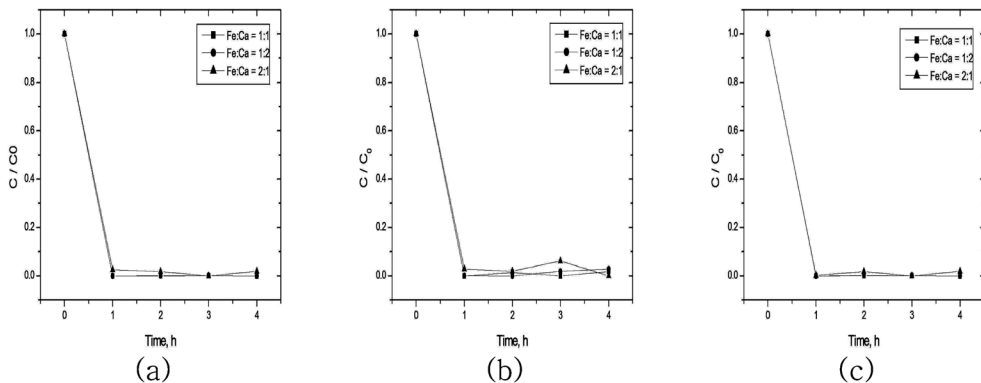 1.0
0.8
0.6
0.4
0.2
0.0
C / C0
0
1
2
3
4
Time, h
Fe:Ca = 1:1
Fe:Ca = 1:2
Fe:Ca = 2:1
(a)
1.0
0.8
0.6
0.4
0.2
0.0
C / C₀
0
1
2
3
4
Time, h
Fe:Ca = 1:1
Fe:Ca = 1:2
Fe:Ca = 2:1
(b)
1.0
0.8
0.6
0.4
0.2
0.0
C / C₀
0
1
2
3
4
Time, h
Fe:Ca = 1:1
Fe:Ca = 1:2
Fe:Ca = 2:1
(c)